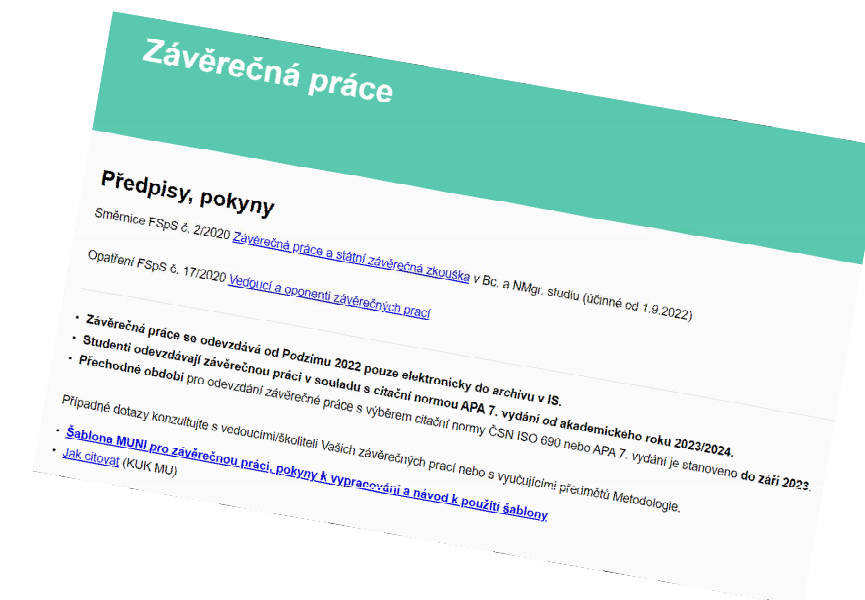 Závěrečná práce
Předpisy, pokyny
Směrnice FSpS č. 2/2020 Závěrečná práce a státní závěrečná zkouška v Bc. a NMgr. studiu (účinné od 1.9.2022)
Opatření FSpS č. 17/2020 Vedoucí a oponenti závěrečných prací
• Závěrečná práce se odevzdává od Podzimu 2022 pouze elektronicky do archivu v IS.
• Studenti odevzdávají závěrečnou práci v souladu s citační normou APA 7. vydání od akademického roku 2023/2024.
• Přechodné období pro odevzdání závěrečné práce s výběrem citační normy ČSN ISO 690 nebo APA 7. vydání je stanoveno do září 2023.
Případné dotazy konzultujte s vedoucími/školiteli Vašich závěrečných prací nebo s vyučujícími předmětů Metodologie.
• Šablona MUNI pro závěrečnou práci, pokyny k vypracování a návod k použití šablony
• Jak citovat (KUK MU)